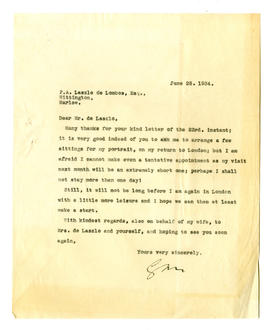 June 25. 1934.
P.A. Laszlo de Lombos, Esq.,
Hittington,
Marlow.
Dear Mr. de Laszlo,
Many thanks for your kind letter of the 23rd. instant;
it is very good indeed of you to ask me to arrange a few
sittings for my portrait, on my return to London; but I am
afraid I cannot make even a tentative appointment as my visit
next month will be an extremely short one; perhaps I shall
not stay more than one day!
Still, it will not be long before I am again in London
with a little more leisure and I hope we can then at least
make a start.
With kindest regards, also on behalf of my wife, to
Mrs. de Laszlo and yourself, and hoping to see you soon
again,
Yours very sincerely.